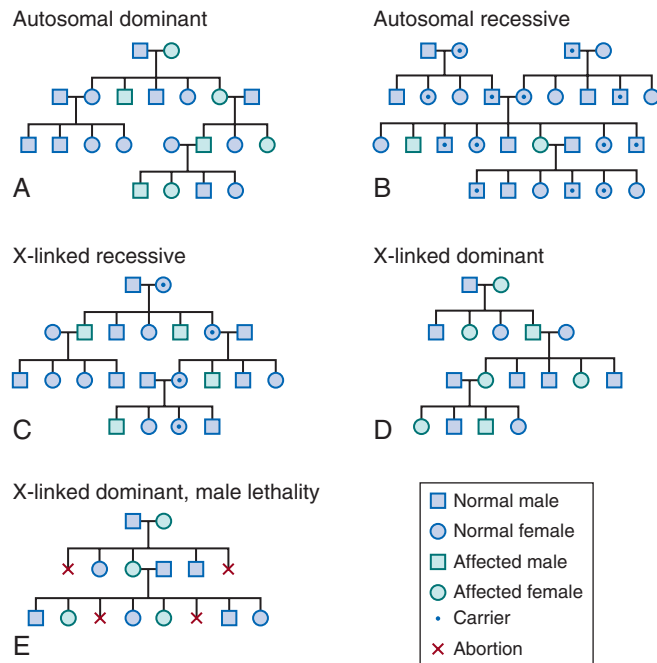 Autosomal dominant
Autosomal recessive
A
B
X-linked recessive
X-linked dominant
C
D
X-linked dominant, male lethality
E
Normal male
Normal female
Affected male
Affected female
Carrier
Abortion